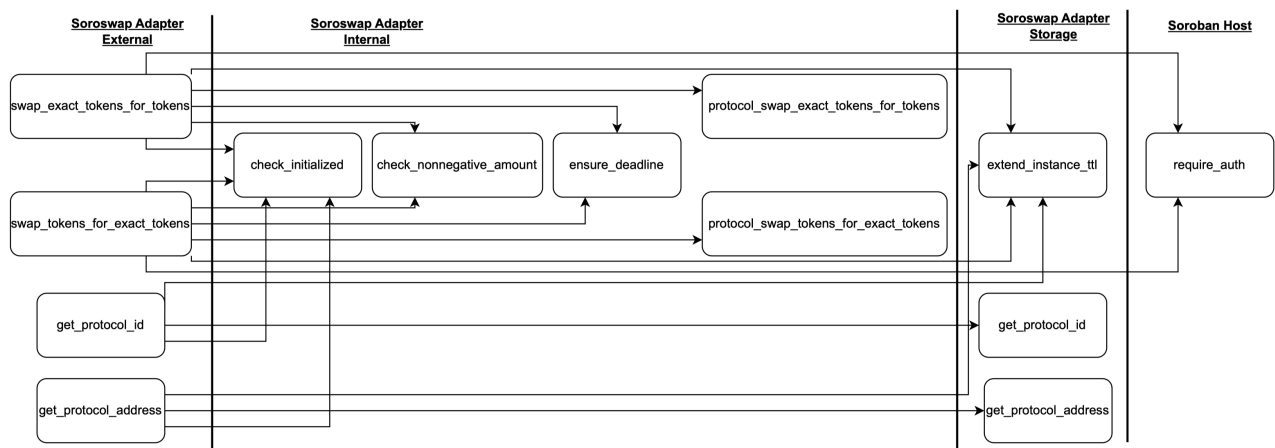 Soroswap Adapter
External
Soroswap Adapter
Internal
Soroswap Adapter
Storage
Soroban Host
swap_exact_tokens_for_tokens
protocol_swap_exact_tokens_for_tokens
check_initialized
check_nonnegative_amount
ensure_deadline
extend_instance_ttl
require_auth
swap_tokens_for_exact_tokens
protocol_swap_tokens_for_exact_tokens
get_protocol_id
get_protocol_id
get_protocol_address
get_protocol_address